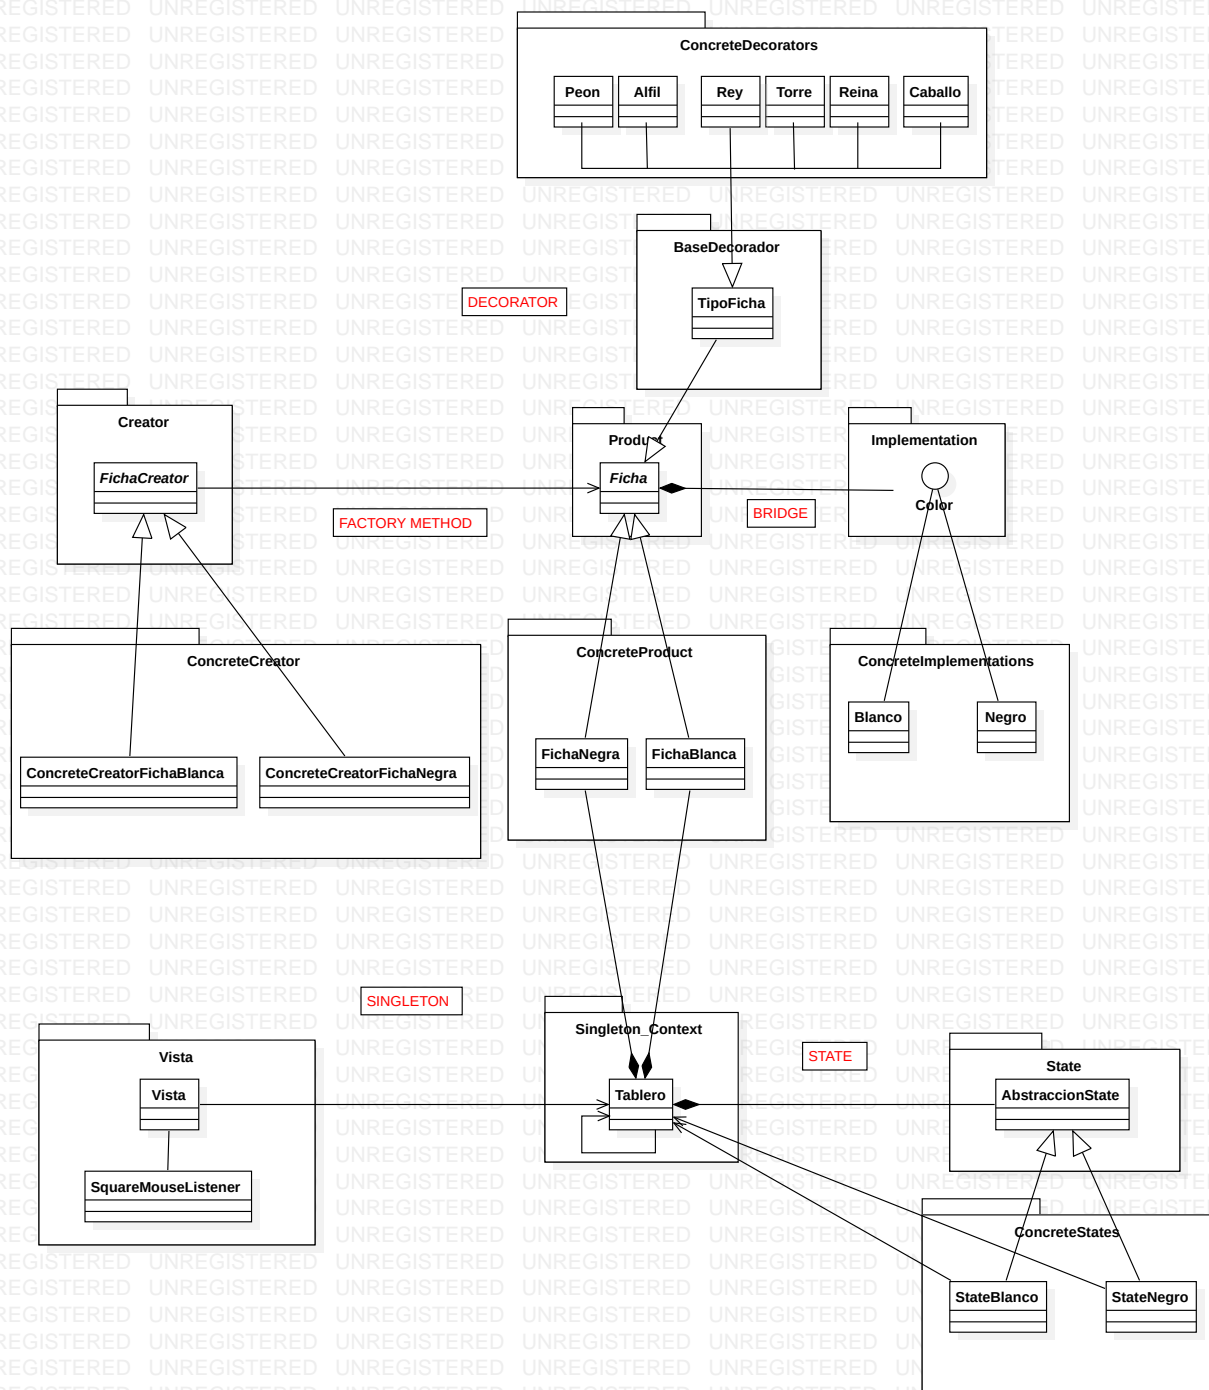 ConcreteDecorators
Peon
Alfil
Rey
Torre
Reina
Caballo
BaseDecorador
TipoFicha
DECORATOR
Creator
FichaCreator
FACTORY METHOD
Product
Ficha
BRIDGE
Implementation
Color
ConcreteCreator
ConcreteCreatorFichaBlanca
ConcreteCreatorFichaNegra
ConcreteProduct
FichaNegra
FichaBlanca
ConcreteImplementations
Blanco
Negro
SINGLETON
Vista
Vista
SquareMouseListener
Singleton_Context
Tablero
STATE
State
AbstraccionState
ConcreteStates
StateBlanco
StateNegro
UNREGISTERED